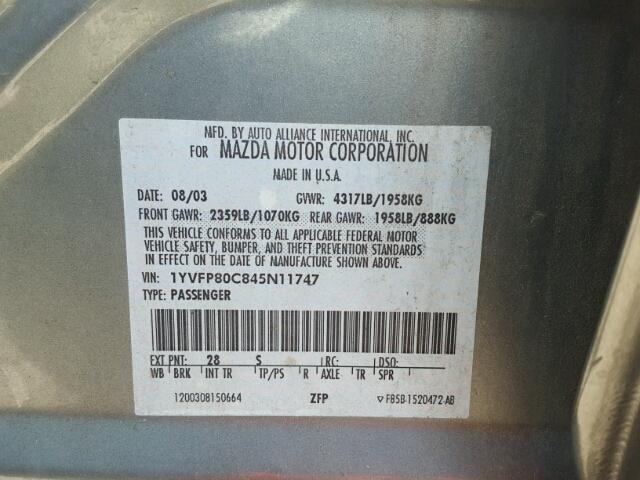 MFD. BY AUTO ALLIANCE INTERNATIONAL, INC.
FOR MAZDA MOTOR CORPORATION
MADE IN U.S.A.
DATE: 08/03 GVWR: 4317LB/1958KG
FRONT GAWR: 2359LB/1070KG REAR GAWR: 1958LB/888KG
THIS VEHICLE CONFORMS TO ALL APPLICABLE FEDERAL MOTOR
VEHICLE SAFETY, BUMPER, AND THEFT PREVENTION STANDARDS
IN EFFECT ON THE DATE OF MANUFACTURE SHOWN ABOVE.
VIN: 1YVFP80C845N11747
TYPE: PASSENGER
EXT PNT: 28 S RC: DSO:
WB BRK INT TR TP/PS R AXLE TR SPR
1200308150664 ZFP ▽ FB5B-1520472-AB